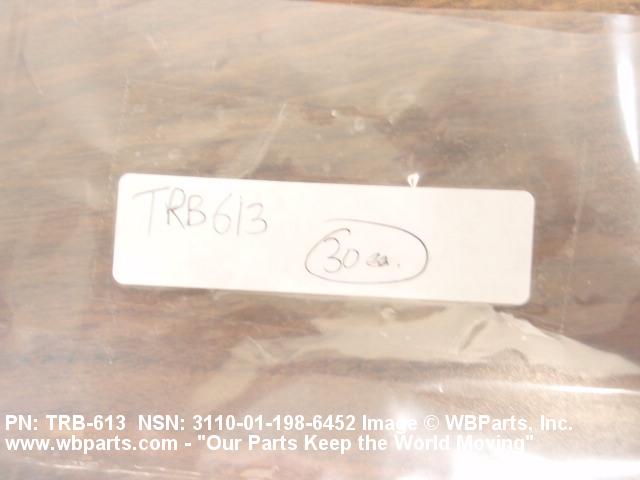 TRB613
30 ea.
PN: TRB-613 NSN: 3110-01-198-6452 Image © WBParts, Inc.
www.wbparts.com - "Our Parts Keep the World Moving"